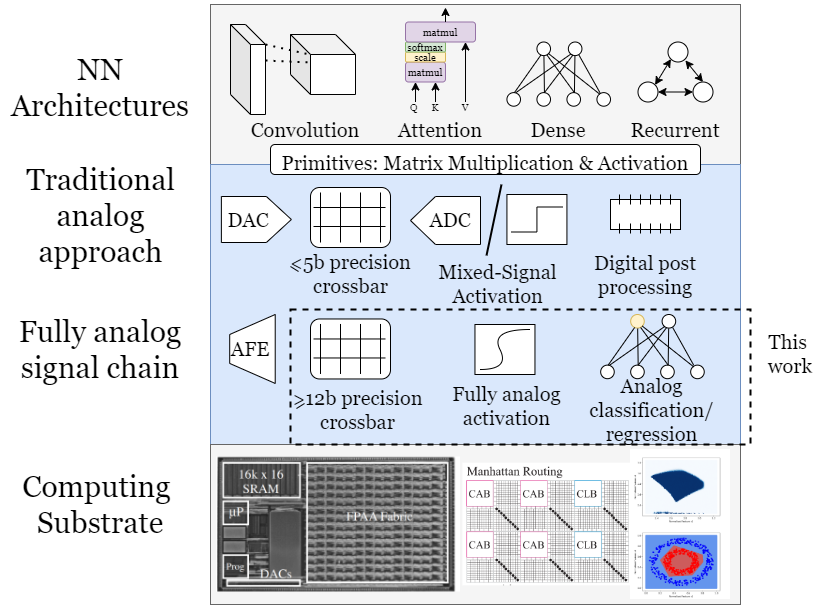 NN
Architectures
matmul
softmax
scale
matmul
Q K V
Convolution
Attention
Dense
Recurrent
Primitives: Matrix Multiplication & Activation
Traditional
analog
approach
DAC
ADC
⩽5b precision
crossbar
Mixed-Signal
Activation
Digital post
processing
Fully analog
signal chain
AFE
⩾12b precision
crossbar
Fully analog
activation
Analog
classification/
regression
This
work
Computing
Substrate
16k x 16
SRAM
μP
Prog
DACs
FPAA Fabric
Manhattan Routing
CAB CAB CLB
CAB CAB CLB